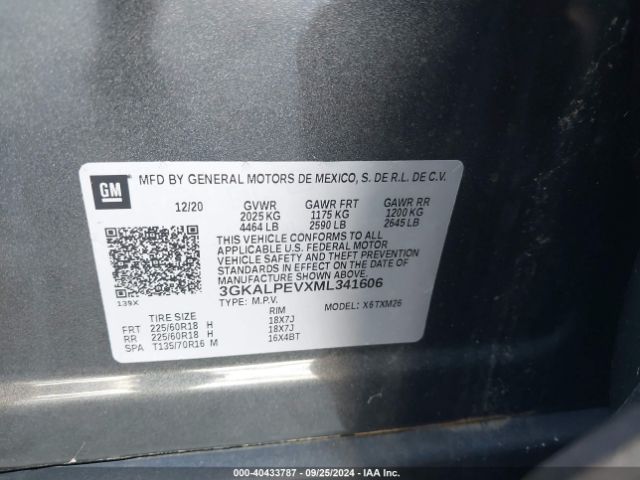 GM
MFD BY GENERAL MOTORS DE MEXICO, S. DE R.L. DE C.V.
12/20 GVWR GAWR FRT GAWR RR
2025 KG 1175 KG 1200 KG
4464 LB 2590 LB 2645 LB
THIS VEHICLE CONFORMS TO ALL
APPLICABLE U.S. FEDERAL MOTOR
VEHICLE SAFETY AND THEFT PREVENTION
STANDARDS IN EFFECT ON THE DATE OF
MANUFACTURE SHOWN ABOVE.
139X
3GKALPEVXML341606
TYPE: M.P.V. MODEL: X6TXM26
TIRE SIZE RIM
FRT 225/60R18 H 18X7J
RR 225/60R18 H 18X7J
SPA T135/70R16 M 16X4BT
000-40433787 - 09/25/2024 - IAA Inc.